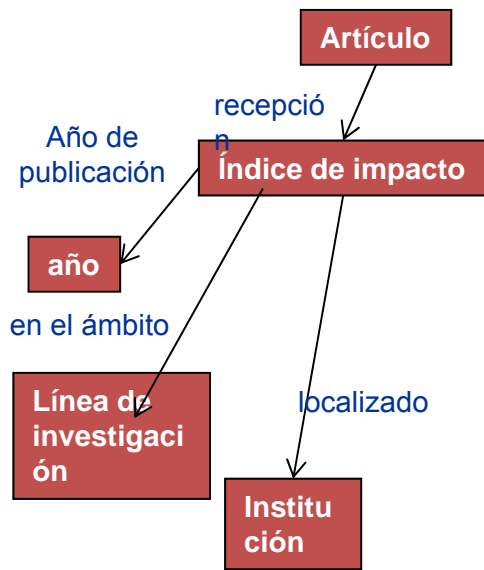 Artículo
recepció
n
Año de
publicación
Índice de impacto
año
en el ámbito
Línea de
investigaci
ón
localizado
Institu
ción